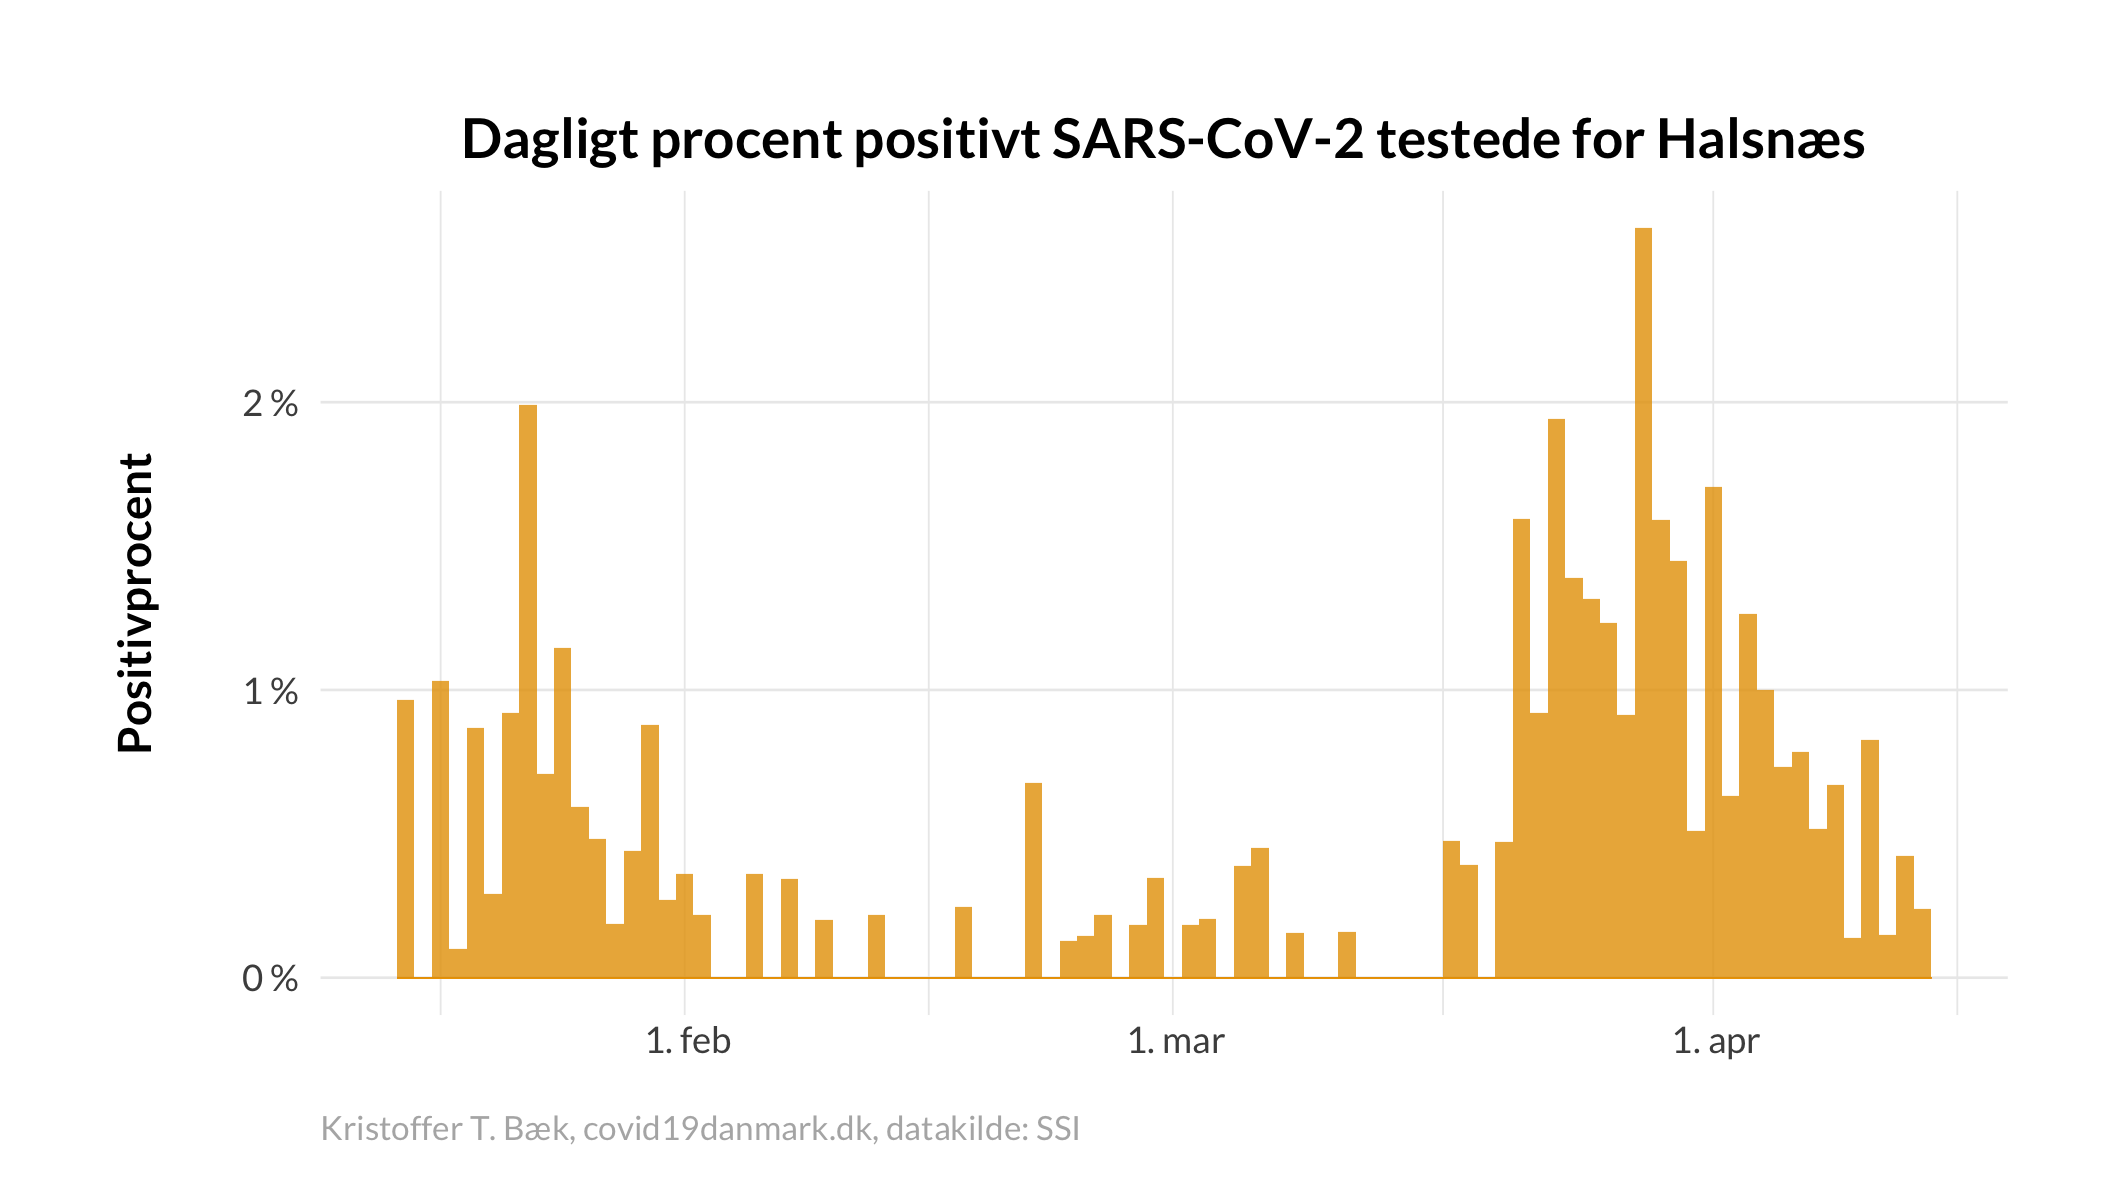 Dagligt procent positivt SARS-CoV-2 testede for Halsnæs
Positivprocent
2 %
1 %
0 %
1. feb
1. mar
1. apr
Kristoffer T. Bæk, covid19danmark.dk, datakilde: SSI